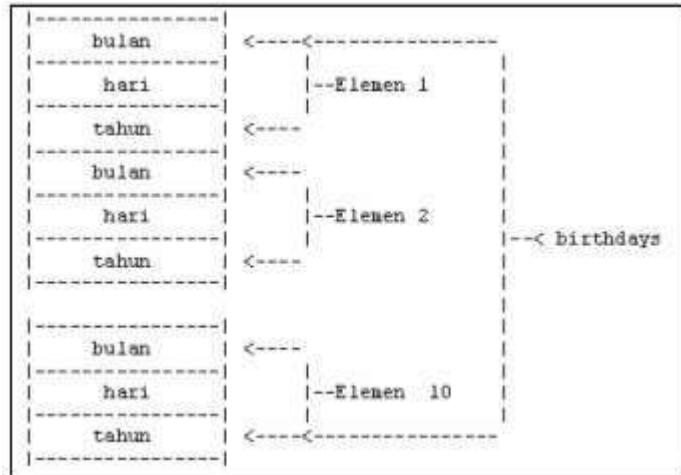 bulan
hari
Elemen 1
tahun
bulan
hari
Elemen 2
birthdays
tahun
bulan
hari
Elemen 10
tahun